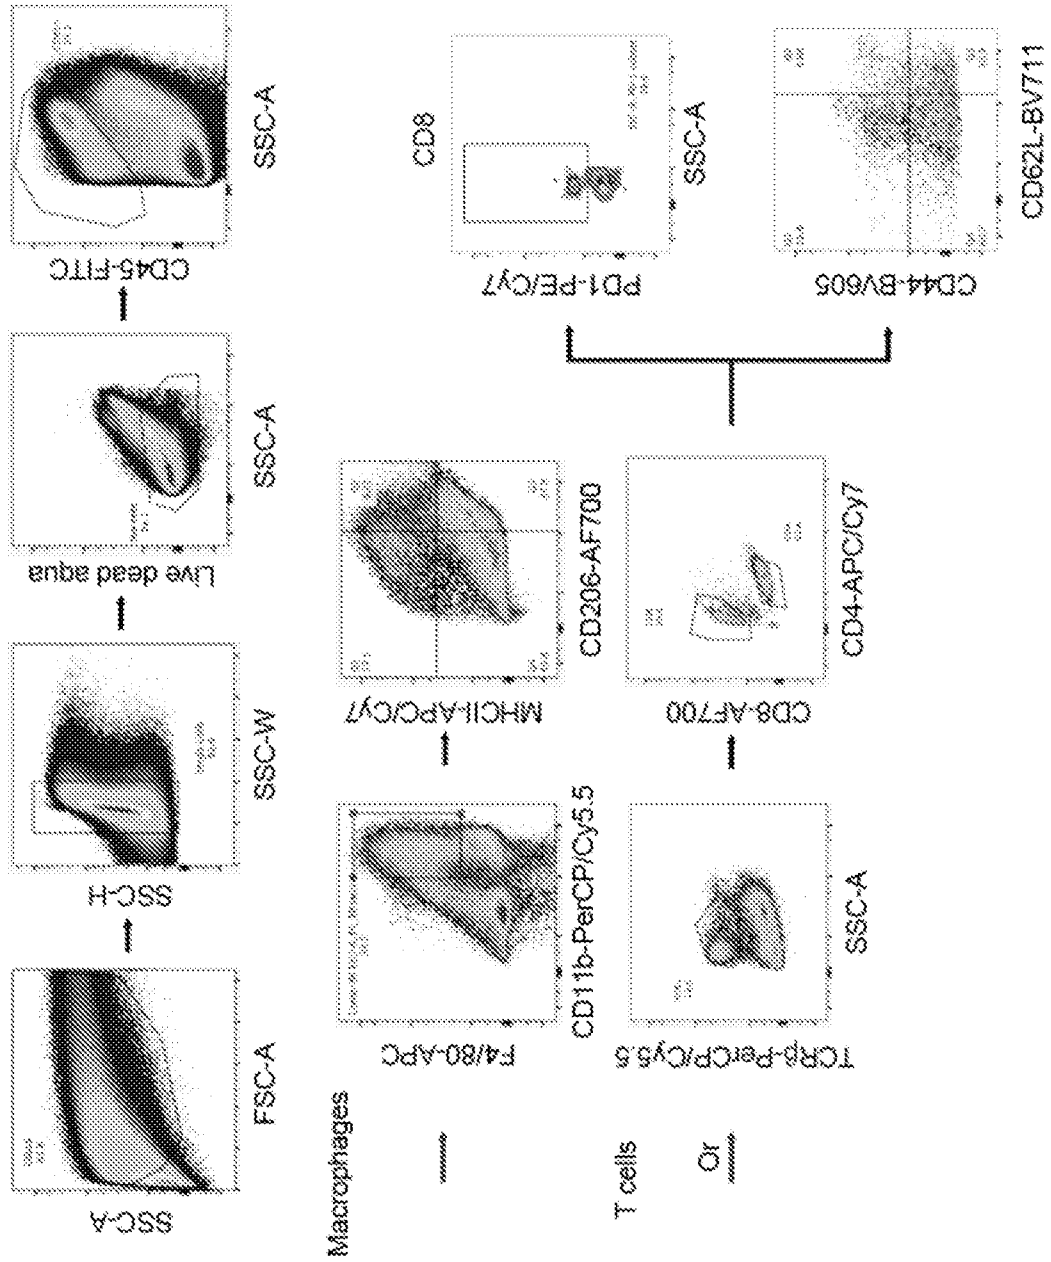 SSC-A
FSC-A
SSC-H
SSC-W
Live dead aqua
SSC-A
CD45-FITC
SSC-A
Macrophages
F4/80-APC
CD11b-PerCP/Cy5.5
MHCII-APC/Cy7
CD206-AF700
T cells
Or
TCRβ-PerCP/Cy5.5
SSC-A
CD8-AF700
CD4-APC/Cy7
CD8
PD1-PE/Cy7
SSC-A
CD44-BV605
CD62L-BV711